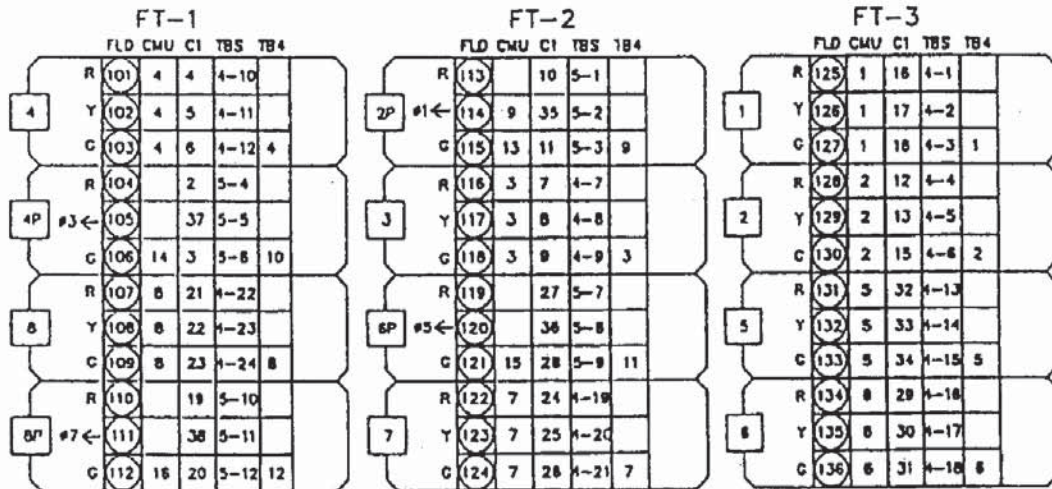 FT-1 FT-2 FT-3
FLD CMU C1 TBS TB4 FLD CMU C1 TBS TB4 FLD CMU C1 TBS TB4
R 101 4 4 4-10 R 113 10 5-1 R 125 1 16 4-1
4 Y 102 4 5 4-11 2P ø1← 114 9 35 5-2 1 Y 126 1 17 4-2
G 103 4 6 4-12 4 G 115 13 11 5-3 9 G 127 1 18 4-3 1
R 104 2 5-4 R 116 3 7 4-7 R 128 2 12 4-4
4P ø3← 105 37 5-5 3 Y 117 3 8 4-8 2 Y 129 2 13 4-5
G 106 14 3 5-6 10 G 118 3 9 4-9 3 G 130 2 15 4-6 2
R 107 8 21 4-22 R 119 27 5-7 R 131 5 32 4-13
8 Y 108 8 22 4-23 6P ø5← 120 36 5-8 5 Y 132 5 33 4-14
G 109 8 23 4-24 8 G 121 15 28 5-9 11 G 133 5 34 4-15 5
R 110 19 5-10 R 122 7 24 4-19 R 134 6 29 4-16
8P ø7← 111 38 5-11 7 Y 123 7 25 4-20 6 Y 135 6 30 4-17
G 112 16 20 5-12 12 G 124 7 26 4-21 7 G 136 6 31 4-18 6